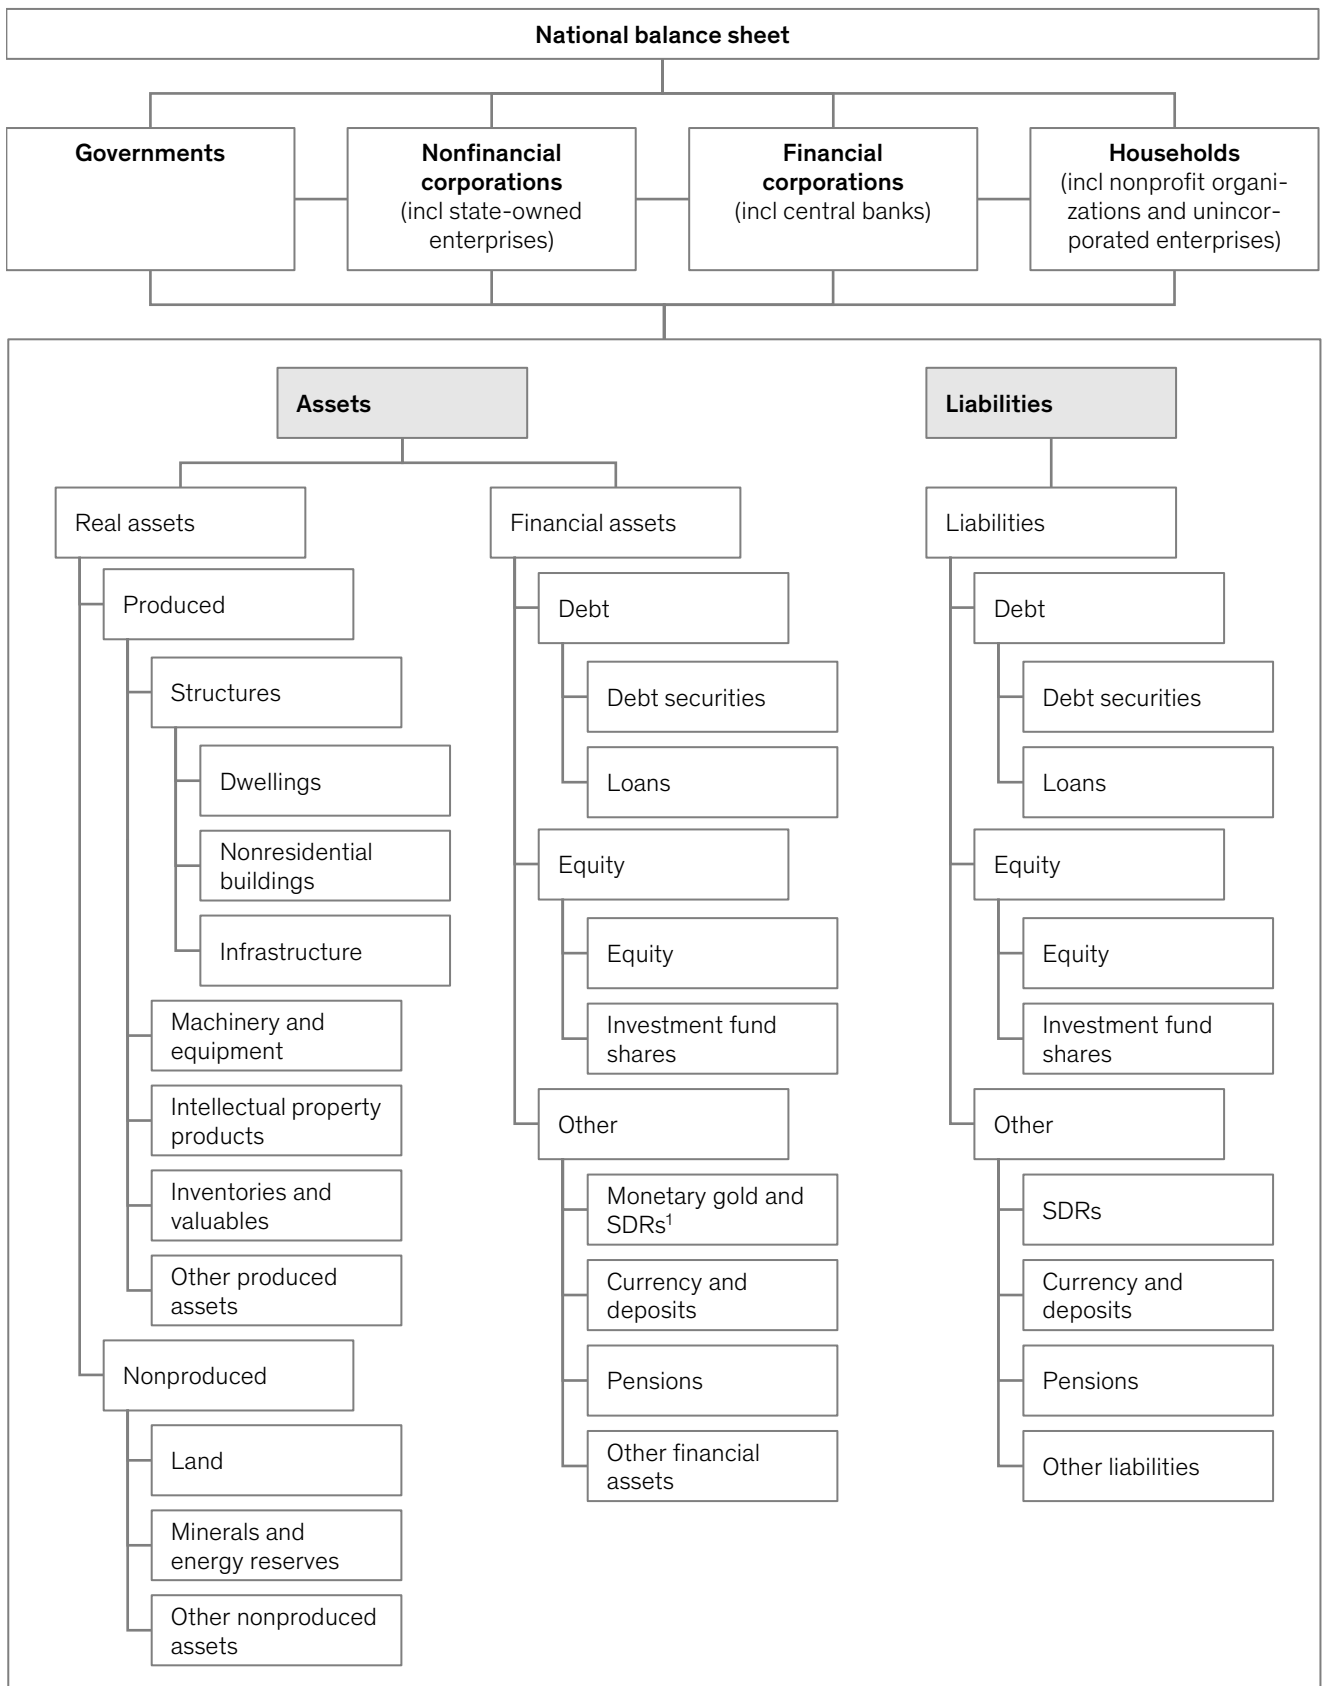 National balance sheet
Governments
Nonfinancial
corporations
(incl state-owned
enterprises)
Financial
corporations
(incl central banks)
Households
(incl nonprofit organi-
zations and unincor-
porated enterprises)
Assets
Real assets
Produced
Structures
Dwellings
Nonresidential
buildings
Infrastructure
Machinery and
equipment
Intellectual property
products
Inventories and
valuables
Other produced
assets
Nonproduced
Land
Minerals and
energy reserves
Other nonproduced
assets
Financial assets
Debt
Debt securities
Loans
Equity
Equity
Investment fund
shares
Other
Monetary gold and
SDRs¹
Currency and
deposits
Pensions
Other financial
assets
Liabilities
Liabilities
Debt
Debt securities
Loans
Equity
Equity
Investment fund
shares
Other
SDRs
Currency and
deposits
Pensions
Other liabilities